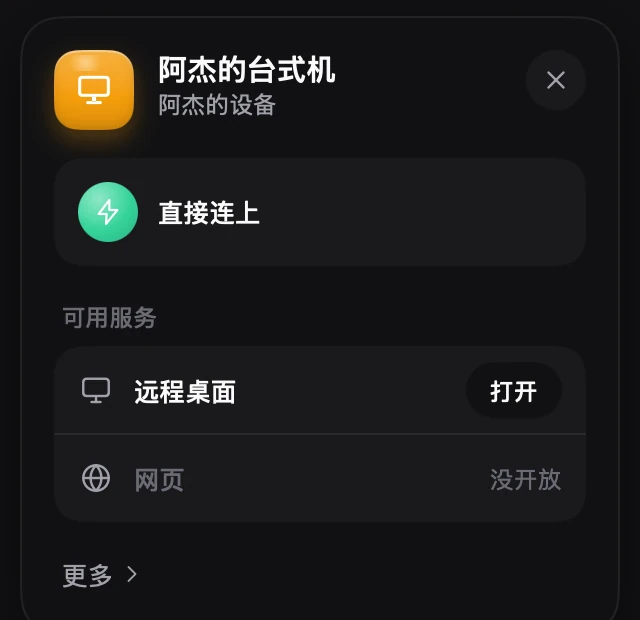 阿杰的台式机
阿杰的设备
直接连上
可用服务
远程桌面 打开
网页 没开放
更多